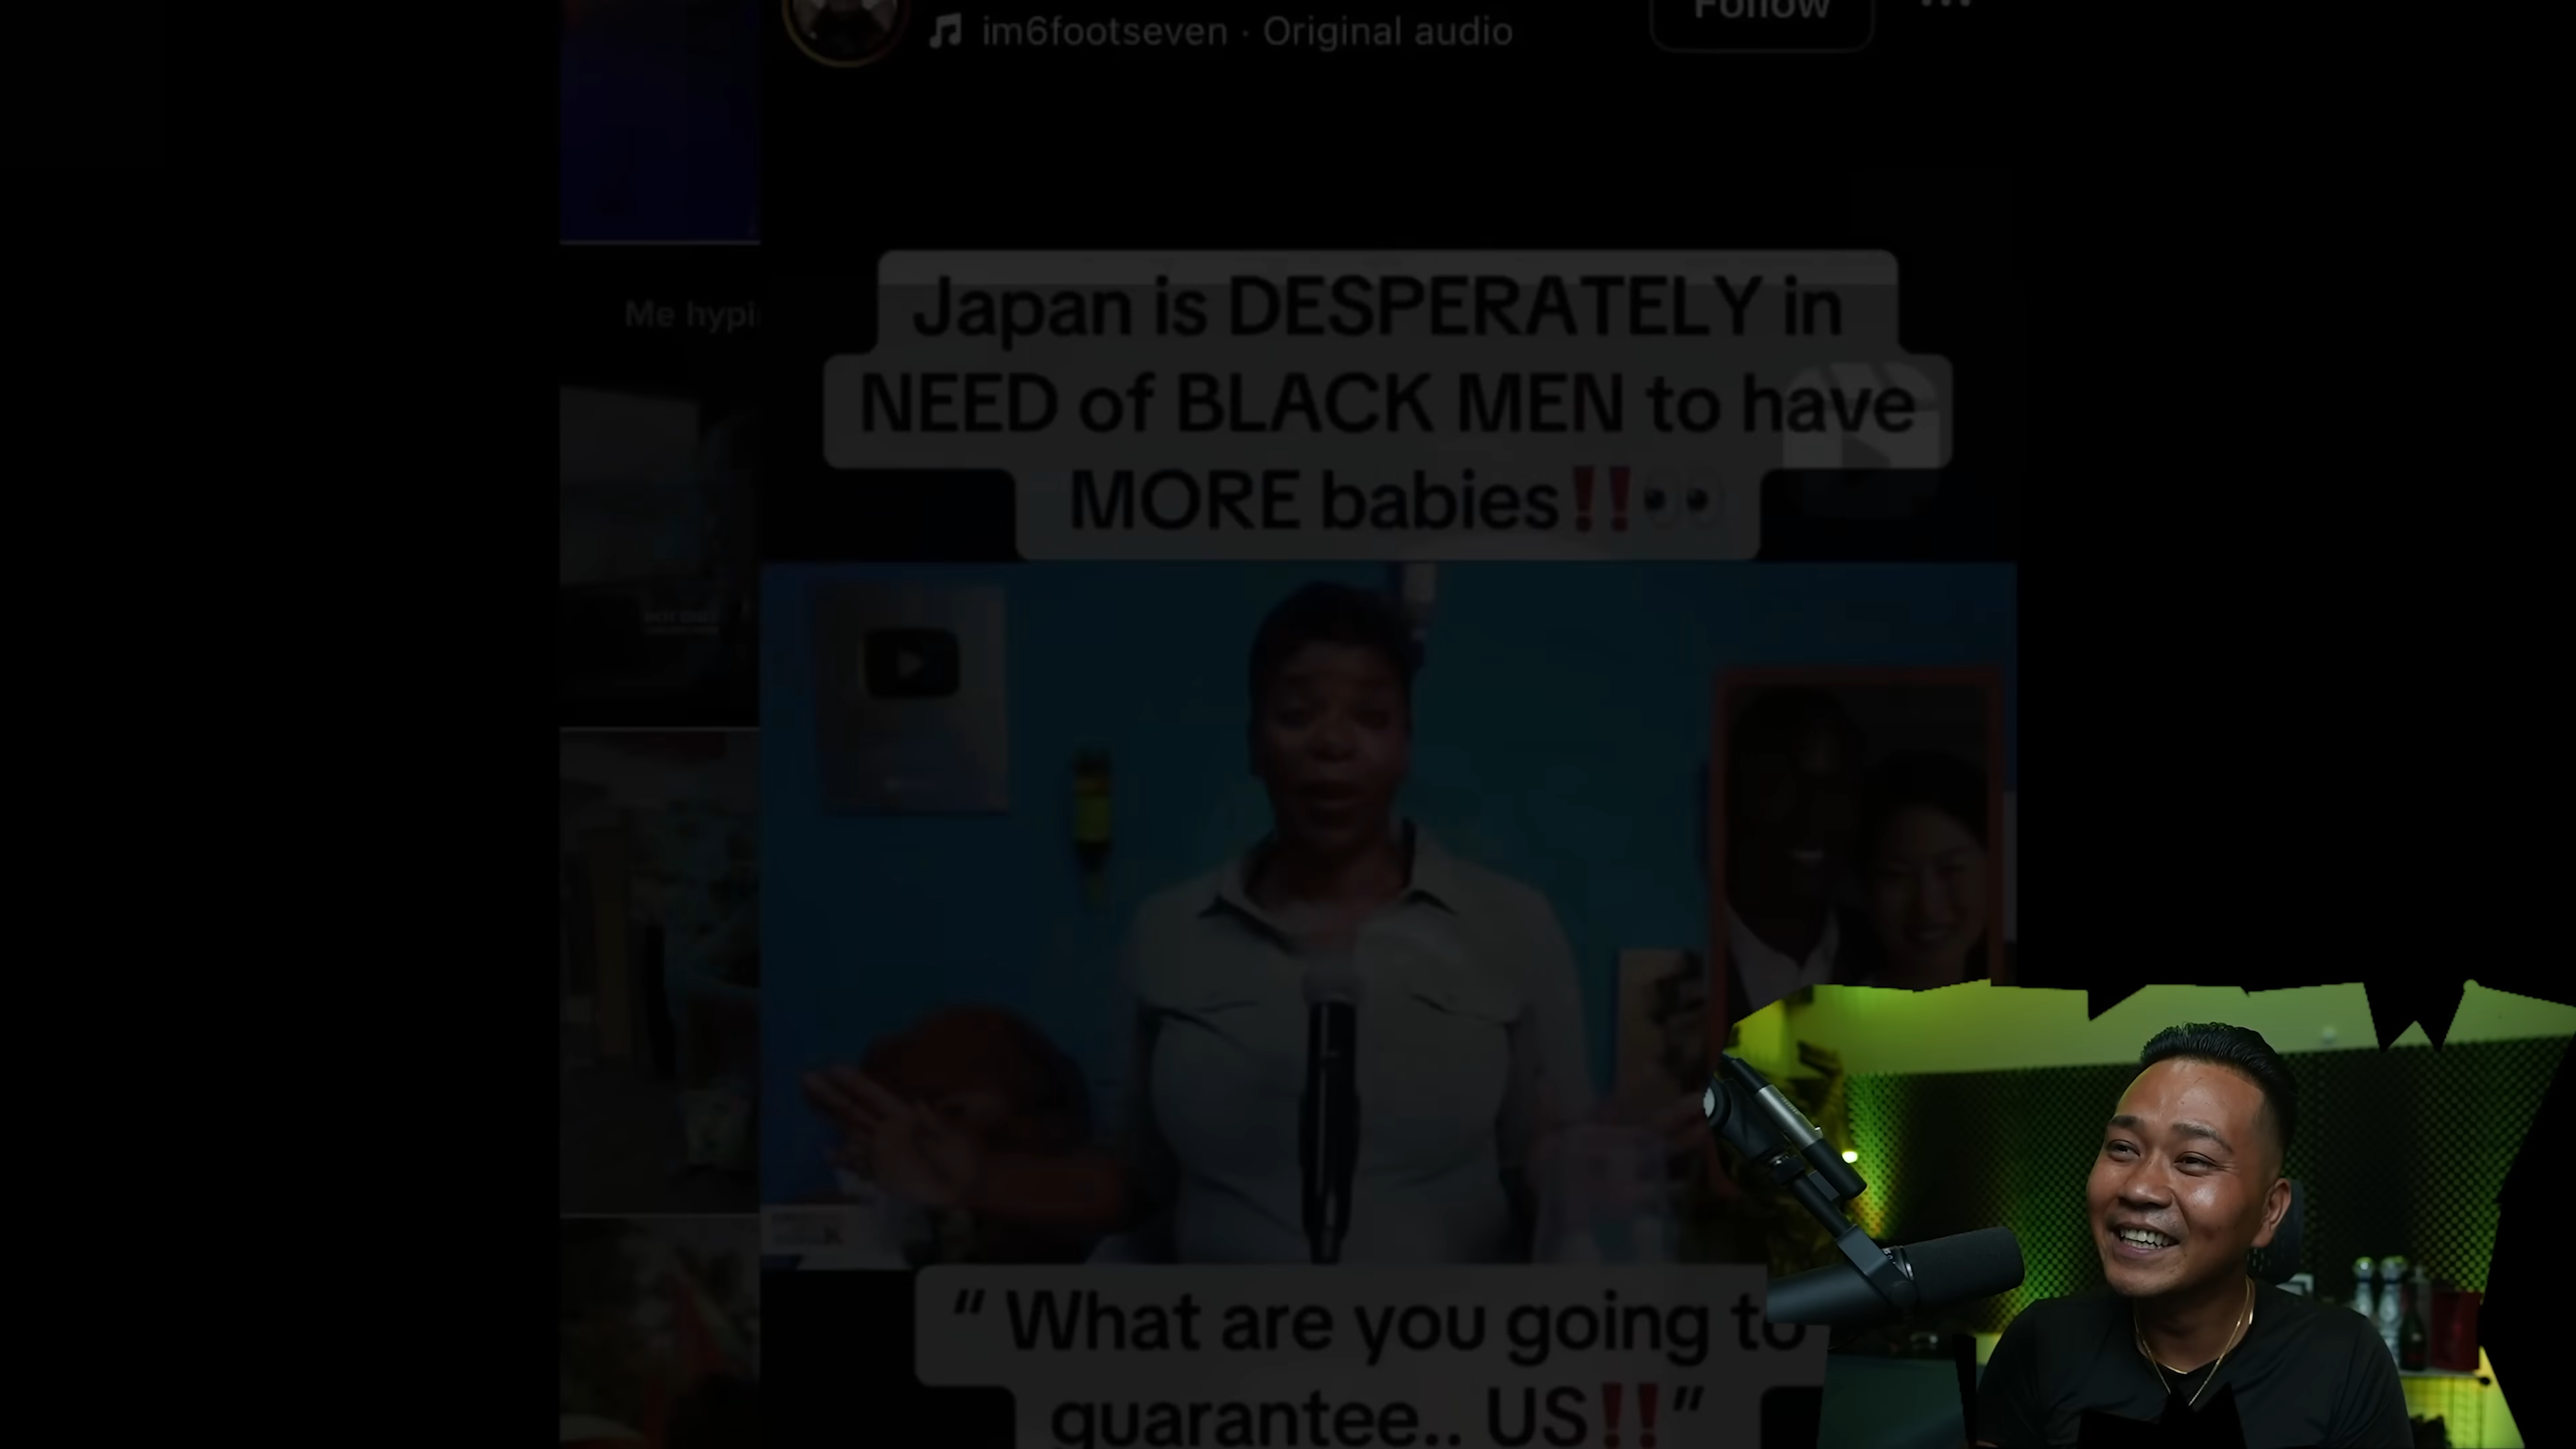 im6footseven · Original audio
Follow
Me hypi
Japan is DESPERATELY in
NEED of BLACK MEN to have
MORE babies‼️👀
“ What are you going to
guarantee.. US‼️”